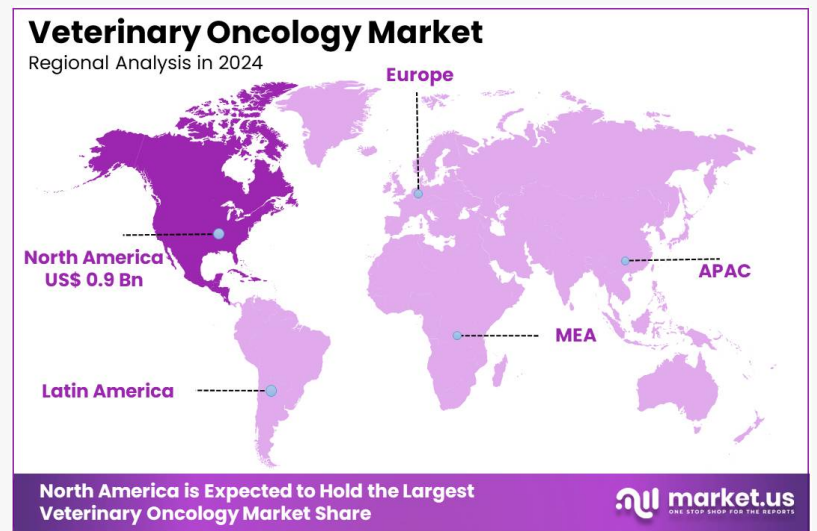 Veterinary Oncology Market
Regional Analysis in 2024
Europe
North America
US$ 0.9 Bn
APAC
MEA
Latin America
North America is Expected to Hold the Largest
Veterinary Oncology Market Share
market.us
ONE STOP SHOP FOR THE REPORTS